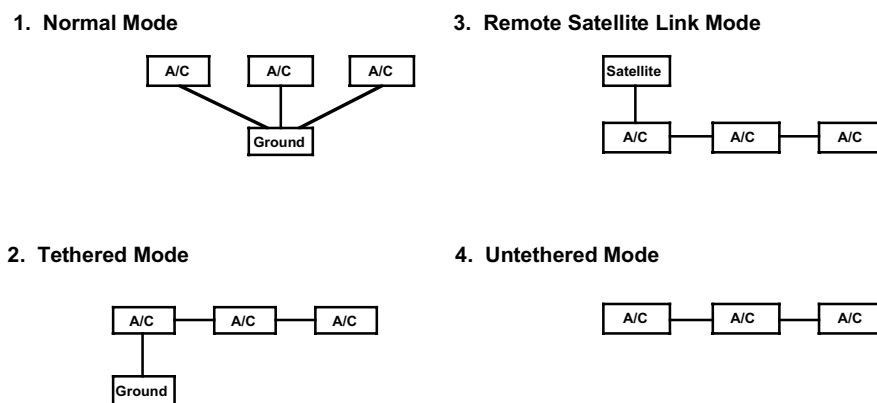 1. Normal Mode
A/C A/C A/C
Ground
3. Remote Satellite Link Mode
Satellite
A/C A/C A/C
2. Tethered Mode
A/C A/C A/C
Ground
4. Untethered Mode
A/C A/C A/C